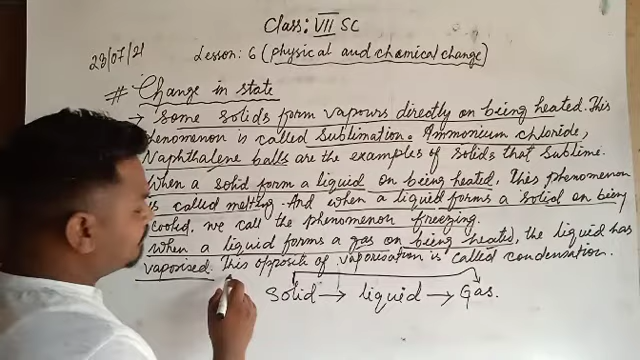 Class: VII SC
23/07/21
Lesson: 6 (physical and chemical change)
# Change in state
→ Some solids form vapours directly on being heated. This
phenomenon is called Sublimation. Ammonium chloride,
Naphthalene balls are the examples of solids that sublime.
When a solid form a liquid on being heated, This phenomenon
is called melting. And when a liquid forms a solid on being
cooled, we call the phenomenon freezing.
When a liquid forms a gas on being heated, the liquid has
vaporised. This opposite of vaporisation is called condensation.
Solid → liquid → Gas.